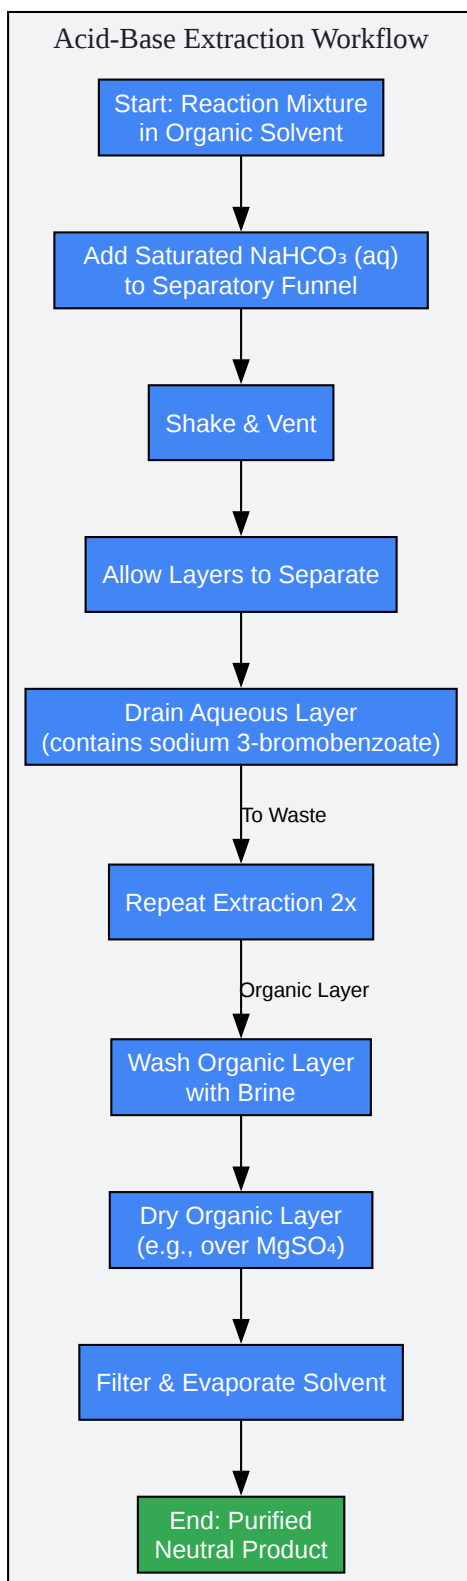 Acid-Base Extraction Workflow
Start: Reaction Mixture
in Organic Solvent
Add Saturated NaHCO₃ (aq)
to Separatory Funnel
Shake & Vent
Allow Layers to Separate
Drain Aqueous Layer
(contains sodium 3-bromobenzoate)
To Waste
Repeat Extraction 2x
Organic Layer
Wash Organic Layer
with Brine
Dry Organic Layer
(e.g., over MgSO₄)
Filter & Evaporate Solvent
End: Purified
Neutral Product